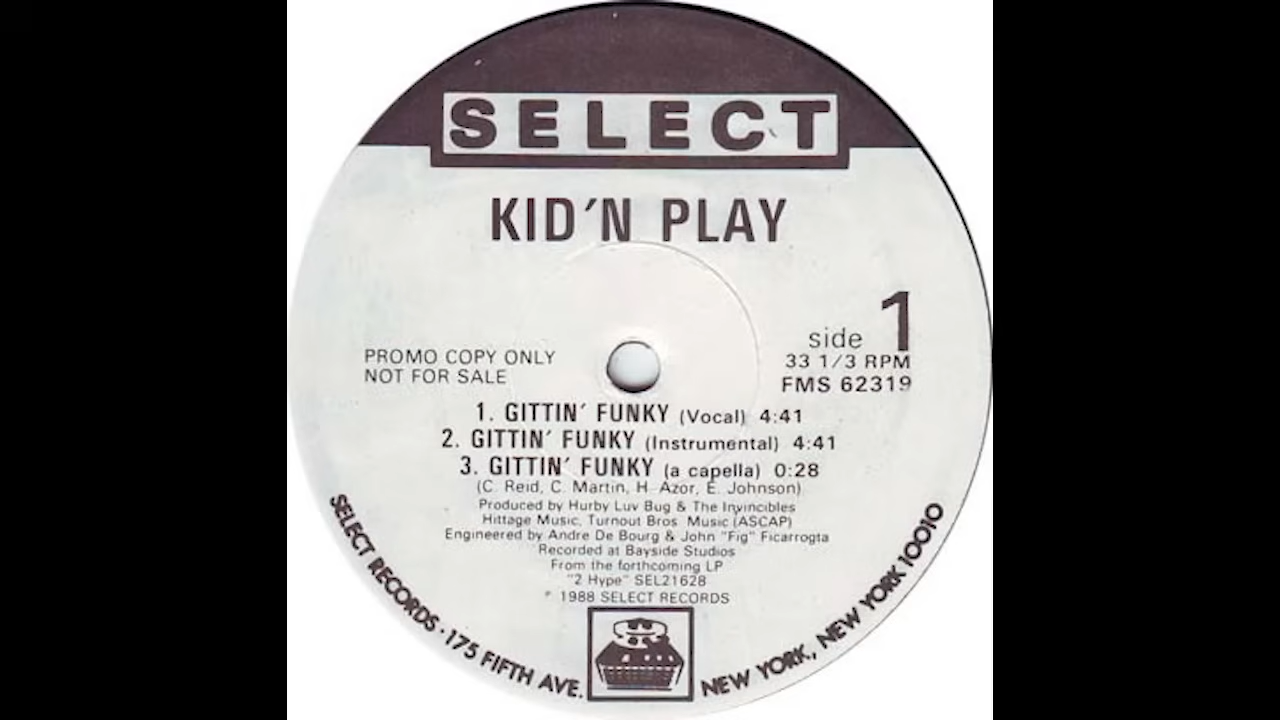 SELECT
KID'N PLAY
side 1
33 1/3 RPM
FMS 62319
PROMO COPY ONLY
NOT FOR SALE
1. GITTIN' FUNKY (Vocal) 4:41
2. GITTIN' FUNKY (Instrumental) 4:41
3. GITTIN' FUNKY (a capella) 0:28
(C. Reid, C. Martin, H. Azor, E. Johnson)
Produced by Hurby Luv Bug & The Invincibles
Hittage Music, Turnout Bros. Music (ASCAP)
Engineered by Andre De Bourg & John "Fig" Ficarrogta
Recorded at Bayside Studios
From the forthcoming LP
"2 Hype" SEL21628
℗ 1988 SELECT RECORDS
SELECT RECORDS · 175 FIFTH AVE. NEW YORK, NEW YORK 10010